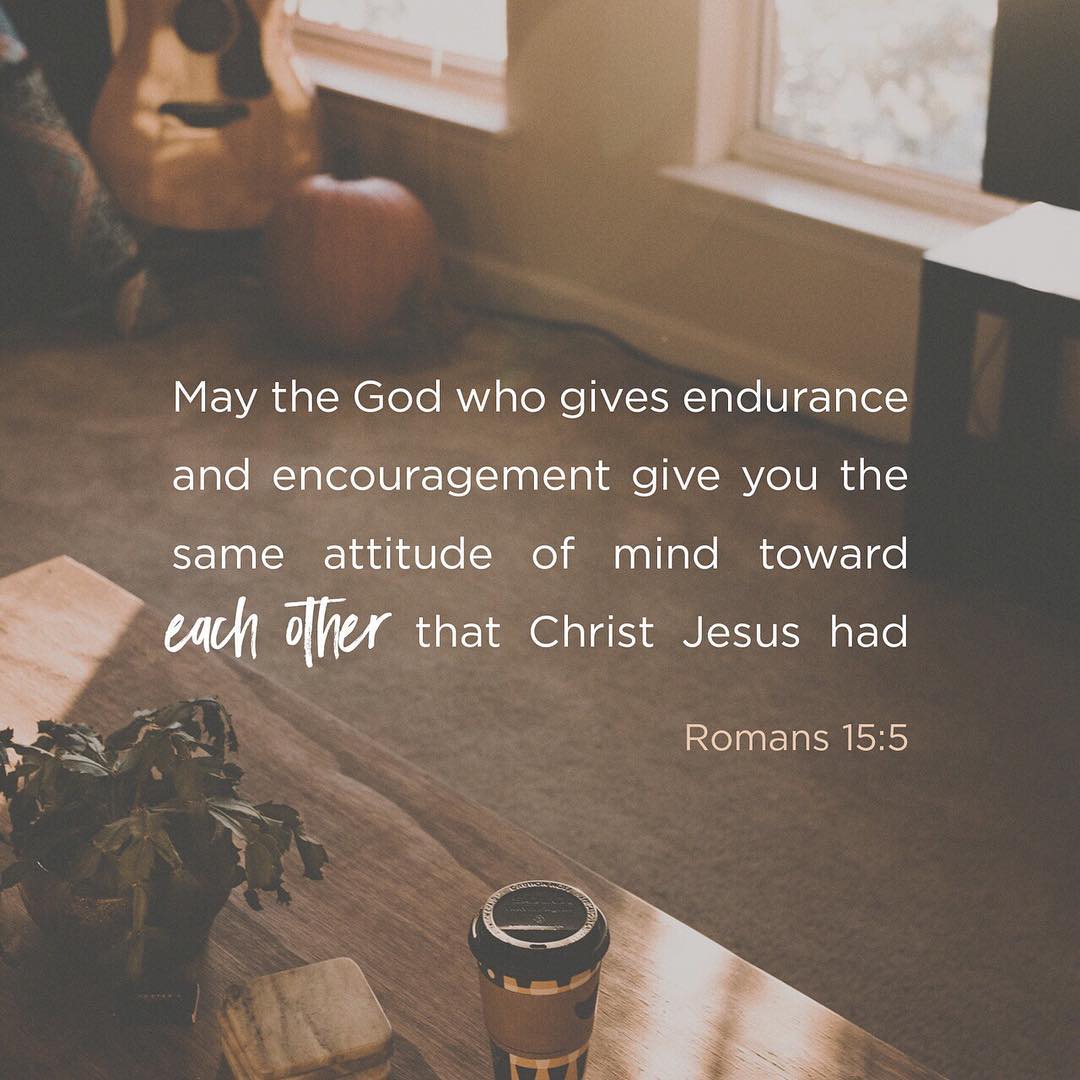 May the God who gives endurance
and encouragement give you the
same attitude of mind toward
each other that Christ Jesus had
Romans 15:5